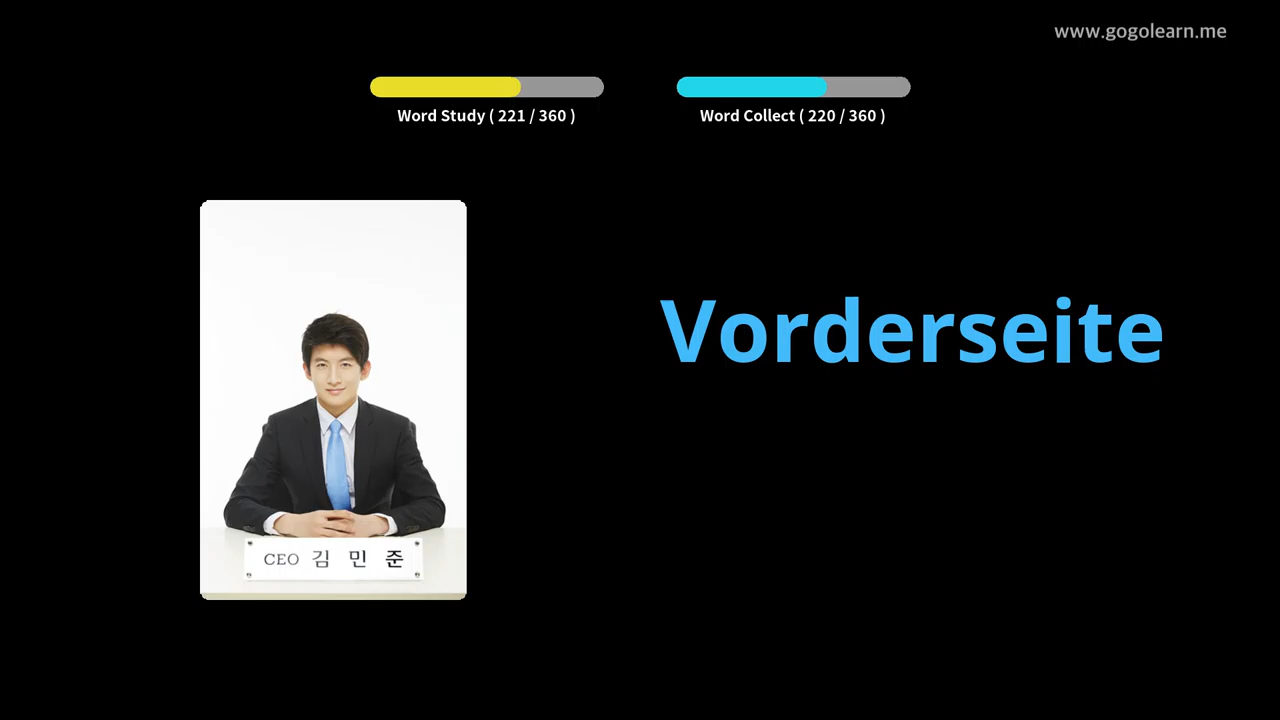 www.gogolearn.me
Word Study ( 221 / 360 )
Word Collect ( 220 / 360 )
Vorderseite
CEO 김 민 준